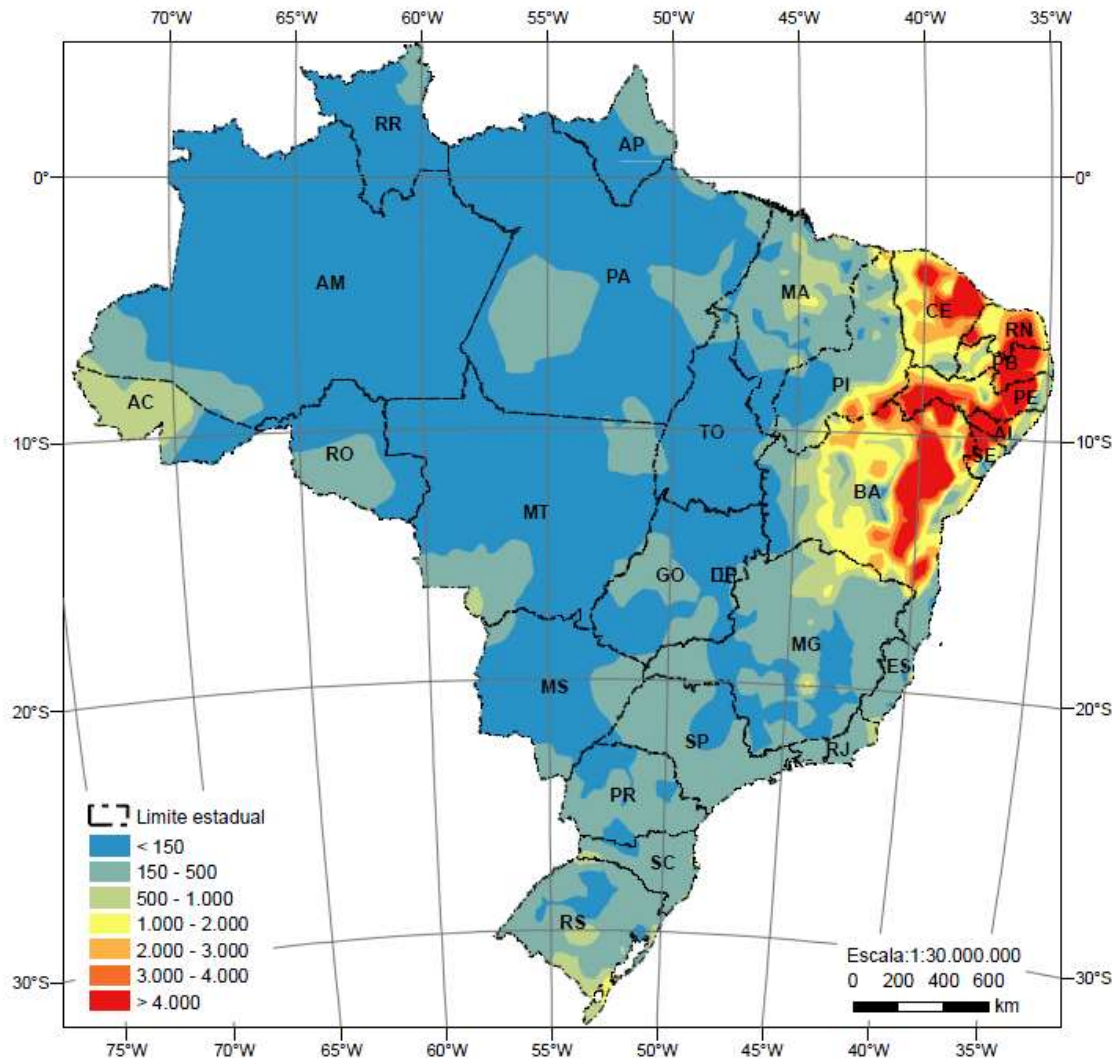 70°W 65°W 60°W 55°W 50°W 45°W 40°W 35°W
RR
AP
0° 0°
AM PA MA CE RN
PB
PI PE
AC
TO AL
10°S 10°S
RO SE
BA
MT
GO DF
MG
ES
MS
20°S 20°S
SP
RJ
PR
SC
RS
Limite estadual
< 150
150 - 500
500 - 1.000
1.000 - 2.000
2.000 - 3.000
3.000 - 4.000
> 4.000
Escala:1:30.000.000
0 200 400 600
km
30°S 30°S
75°W 70°W 65°W 60°W 55°W 50°W 45°W 40°W 35°W